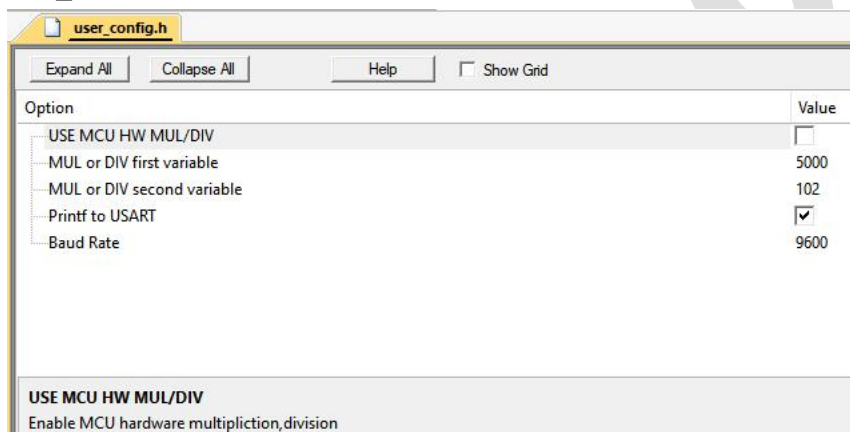 user_config.h
Expand All Collapse All Help Show Grid
Option Value
USE MCU HW MUL/DIV
MUL or DIV first variable 5000
MUL or DIV second variable 102
Printf to USART
Baud Rate 9600
USE MCU HW MUL/DIV
Enable MCU hardware multipliction,division